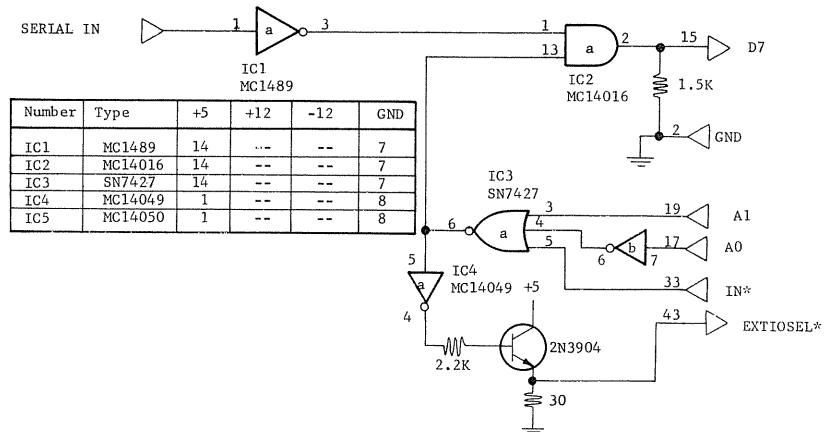 SERIAL IN
1
a
3
IC1
MC1489
1
13
a
2
IC2
MC14016
15
D7
1.5K
2
GND
Number Type +5 +12 -12 GND
IC1 MC1489 14 -- -- 7
IC2 MC14016 14 -- -- 7
IC3 SN7427 14 -- -- 7
IC4 MC14049 1 -- -- 8
IC5 MC14050 1 -- -- 8
IC3
SN7427
6
a
3
4
5
19
A1
6
b
7
17
A0
33
IN*
5
a
4
IC4
MC14049
+5
2.2K
2N3904
30
43
EXTIOSEL*